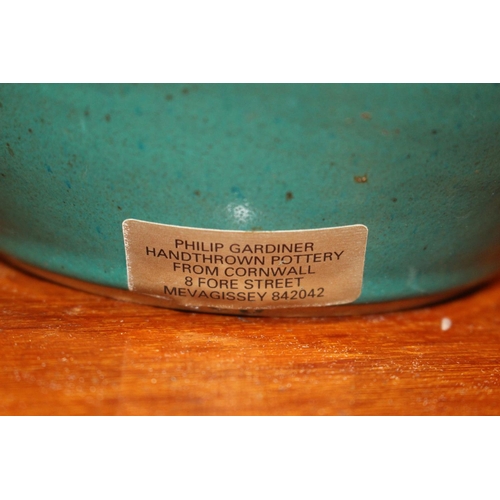 PHILIP GARDINER
HANDTHROWN POTTERY
FROM CORNWALL
8 FORE STREET
MEVAGISSEY 842042